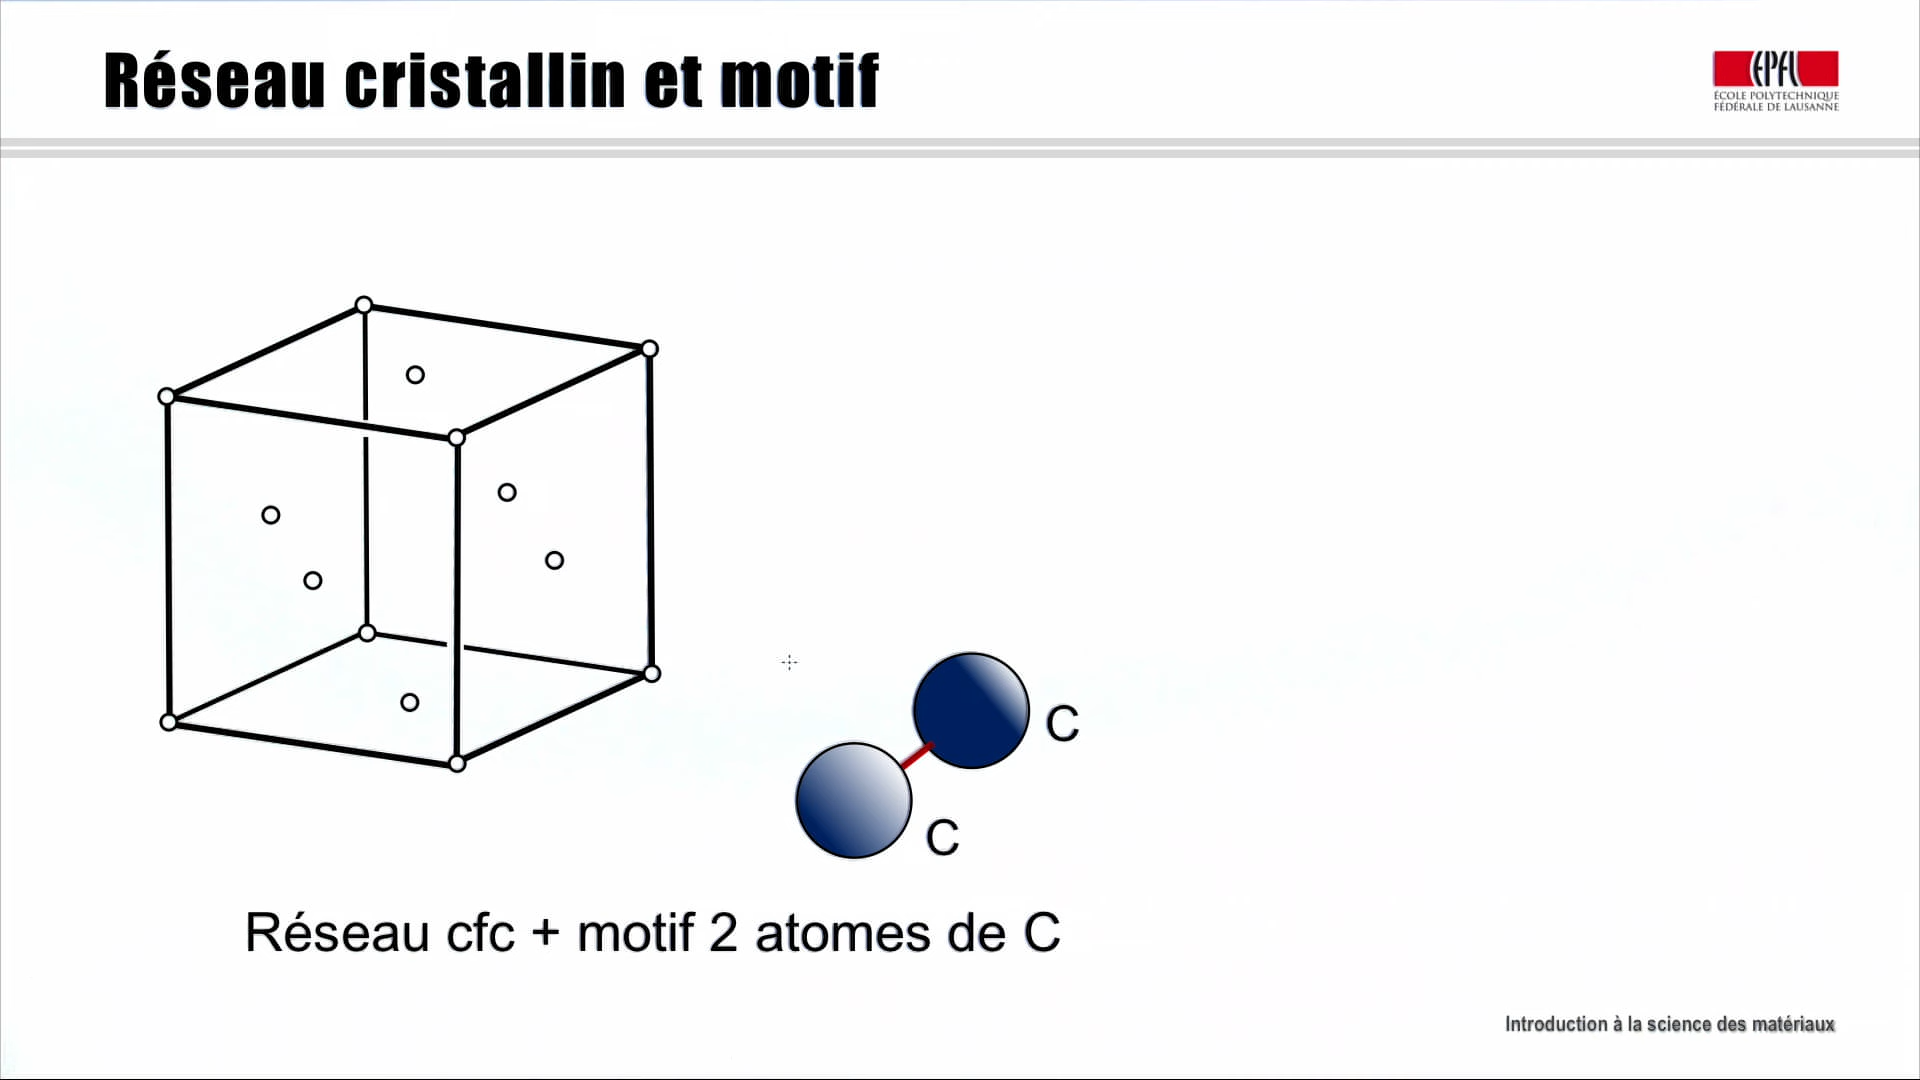 Réseau cristallin et motif
EPFL
ÉCOLE POLYTECHNIQUE
FÉDÉRALE DE LAUSANNE
C
C
Réseau cfc + motif 2 atomes de C
Introduction à la science des matériaux